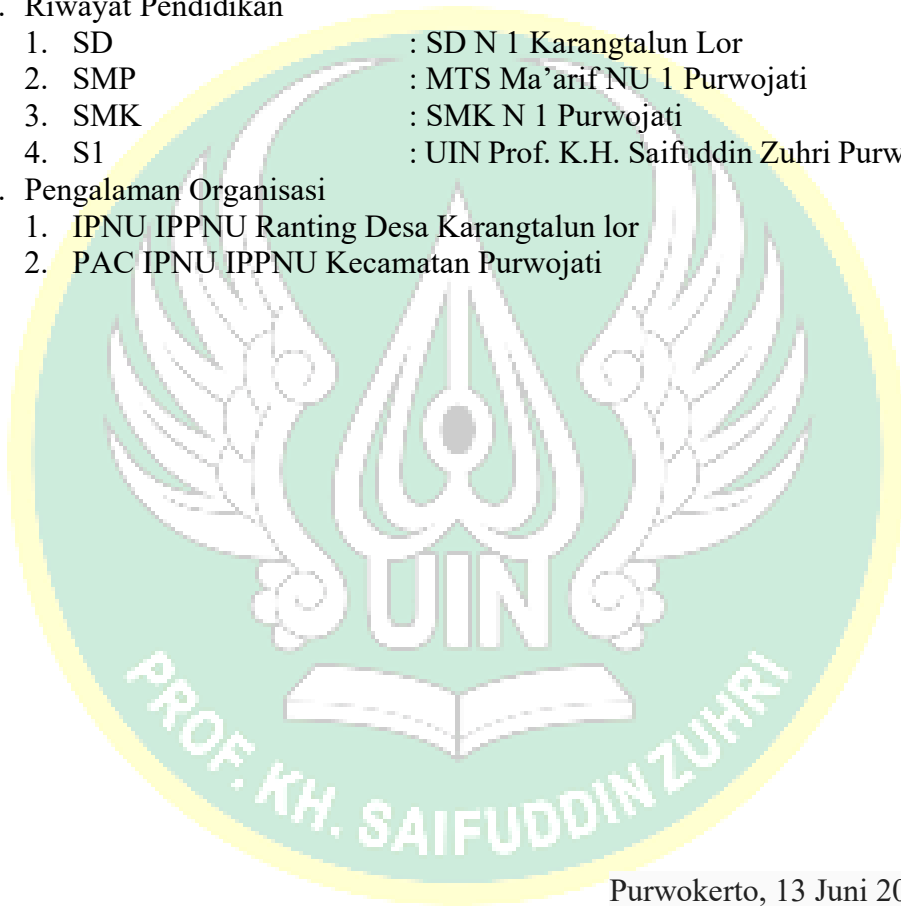 . Riwayat Pendidikan
1. SD : SD N 1 Karangtalun Lor
2. SMP : MTS Ma’arif NU 1 Purwojati
3. SMK : SMK N 1 Purwojati
4. S1 : UIN Prof. K.H. Saifuddin Zuhri Purw
. Pengalaman Organisasi
1. IPNU IPPNU Ranting Desa Karangtalun lor
2. PAC IPNU IPPNU Kecamatan Purwojati
UIN
PROF. KH. SAIFUDDIN ZUHRI
Purwokerto, 13 Juni 20